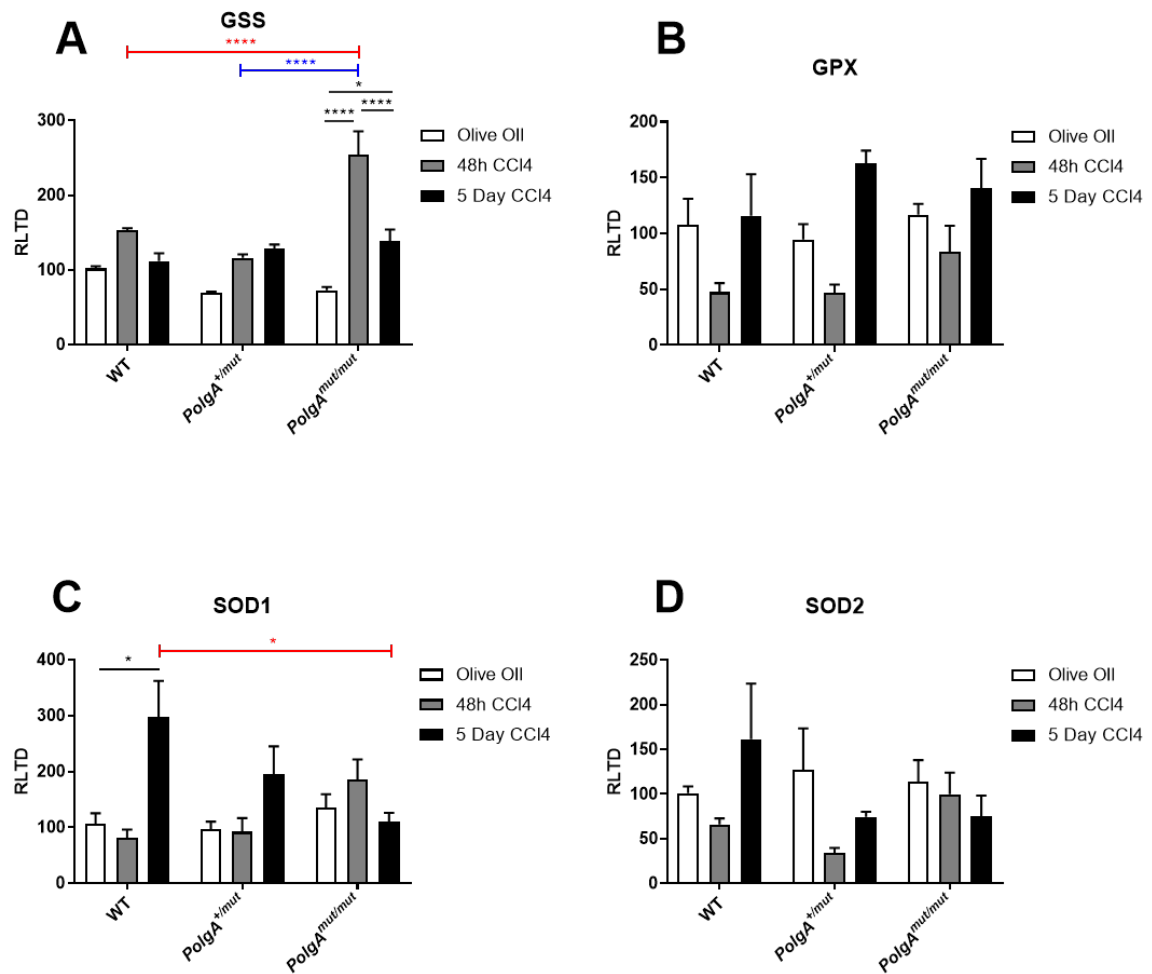 A
GSS
****
****
*
****
****
300
200
100
0
RLTD
WT
PolgA+/mut
PolgAmut/mut
Olive OIl
48h CCl4
5 Day CCl4
B
GPX
200
150
100
50
0
RLTD
WT
PolgA+/mut
PolgAmut/mut
Olive OIl
48h CCl4
5 Day CCl4
C
SOD1
*
*
400
300
200
100
0
RLTD
WT
PolgA+/mut
PolgAmut/mut
Olive OIl
48h CCl4
5 Day CCl4
D
SOD2
250
200
150
100
50
0
RLTD
WT
PolgA+/mut
PolgAmut/mut
Olive OIl
48h CCl4
5 Day CCl4